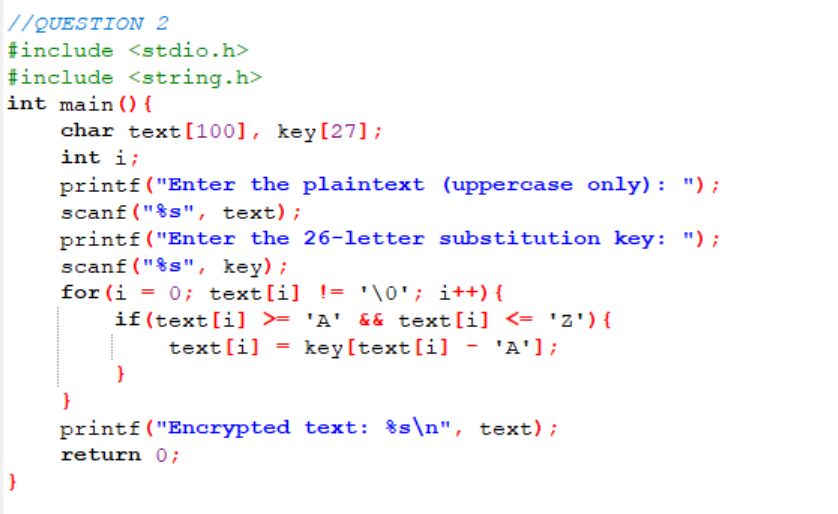 //QUESTION 2
#include <stdio.h>
#include <string.h>
int main(){
    char text[100], key[27];
    int i;
    printf("Enter the plaintext (uppercase only): ");
    scanf("%s", text);
    printf("Enter the 26-letter substitution key: ");
    scanf("%s", key);
    for(i = 0; text[i] != '\0'; i++){
        if(text[i] >= 'A' && text[i] <= 'Z'){
            text[i] = key[text[i] - 'A'];
        }
    }
    printf("Encrypted text: %s\n", text);
    return 0;
}